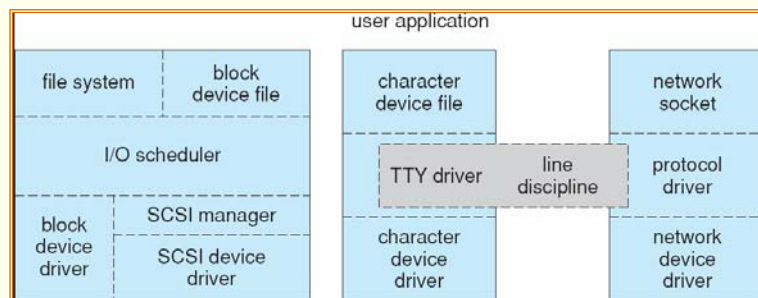 user application
file system
block
device file
I/O scheduler
block
device
driver
SCSI manager
SCSI device
driver
character
device file
TTY driver
line
discipline
character
device
driver
network
socket
protocol
driver
network
device
driver